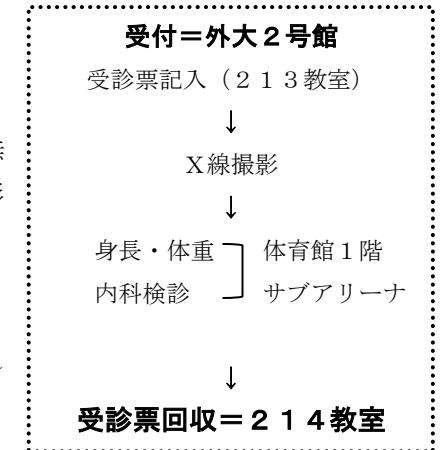 受付＝外大２号館
受診票記入（２１３教室）
↓
Ｘ線撮影
↓
身長・体重　体育館１階
内科検診　サブアリーナ
↓
受診票回収＝２１４教室